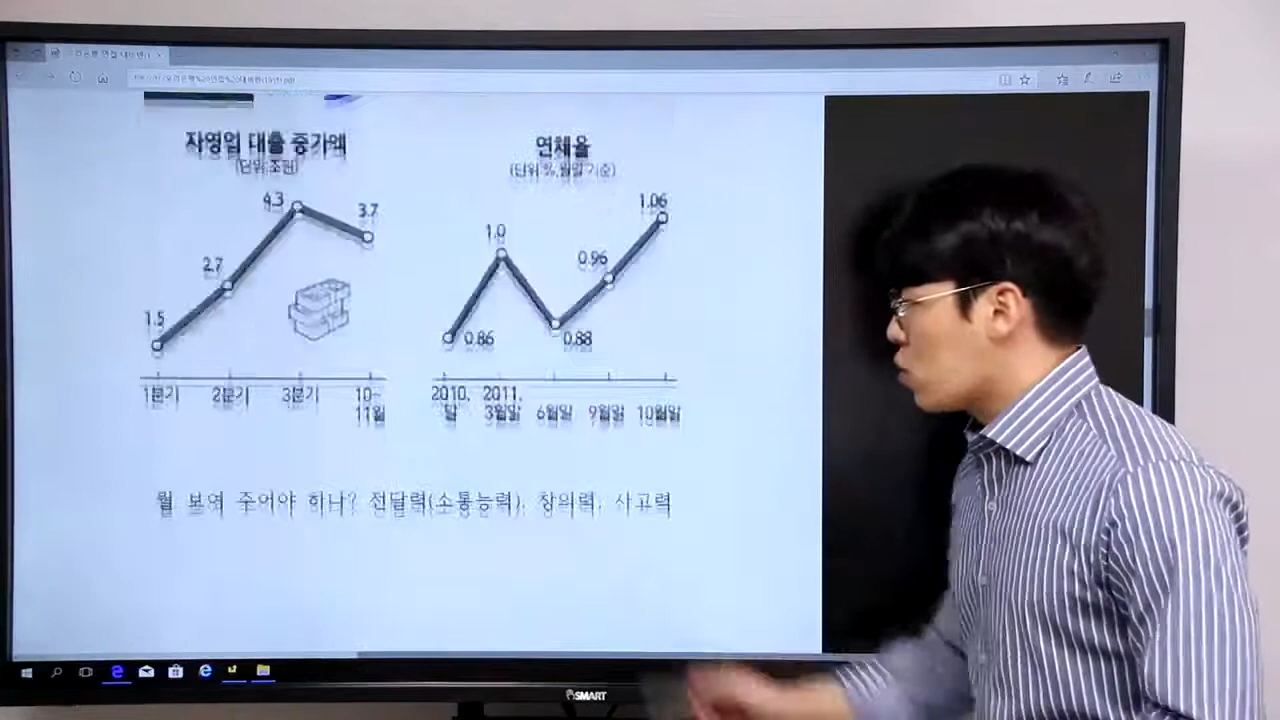 자영업 대출 증가액
(단위:조원)
4.3
3.7
2.7
1.5
1분기 2분기 3분기 10~
11월
연체율
(단위:%,월말 기준)
1.06
1.0
0.96
0.86
0.88
2010. 2011.
말 3월말 6월말 9월말 10월말
뭘 보여 주어야 하나? 전달력(소통능력), 창의력, 사고력
SMART